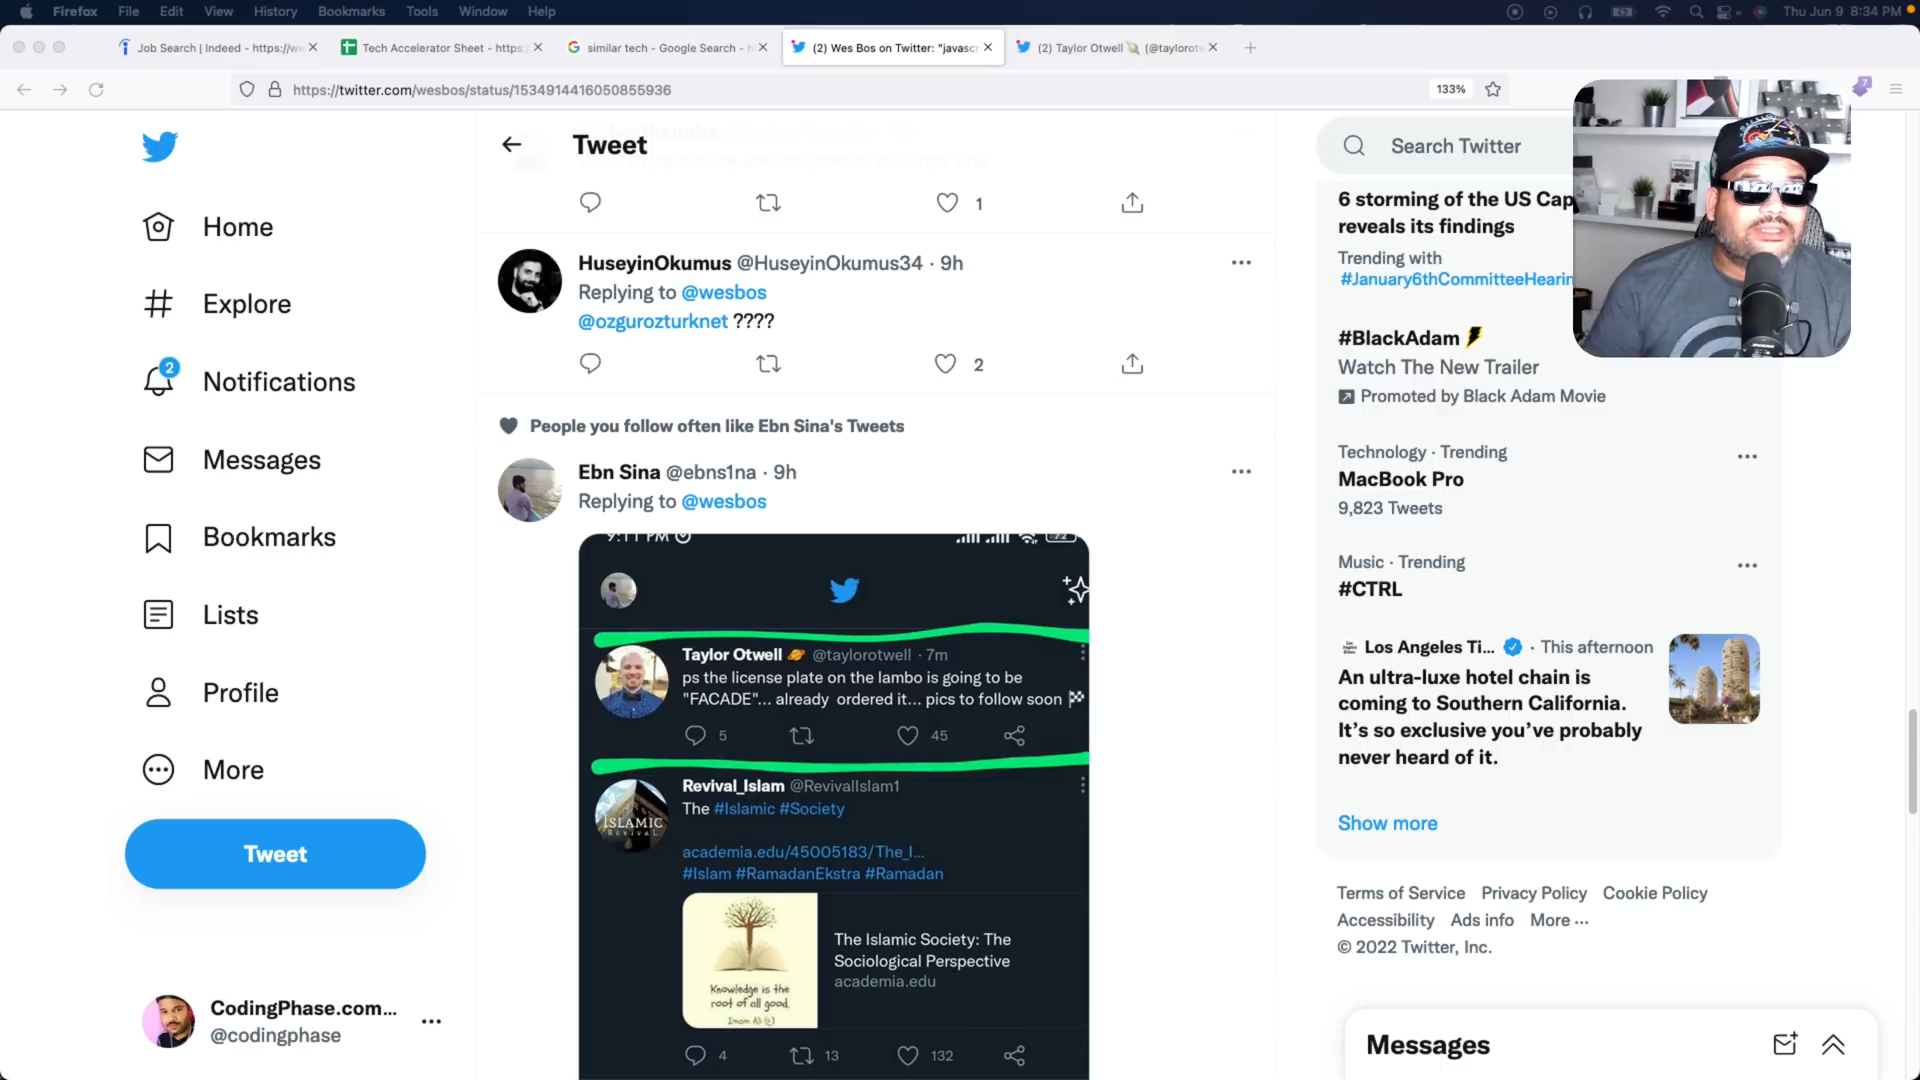 Firefox File Edit View History Bookmarks Tools Window Help
Thu Jun 9 8:34 PM
Job Search | Indeed - https://we
Tech Accelerator Sheet - https:
similar tech - Google Search - h
(2) Wes Bos on Twitter: "javasc
(2) Taylor Otwell (@taylorot
https://twitter.com/wesbos/status/1534914416050855936
133%
7
Home
Explore
2
Notifications
Messages
Bookmarks
Lists
Profile
More
Tweet
CodingPhase.com...
@codingphase
Tweet
1
HuseyinOkumus @HuseyinOkumus34 · 9h
Replying to @wesbos
@ozgurozturknet ????
2
People you follow often like Ebn Sina's Tweets
Ebn Sina @ebns1na · 9h
Replying to @wesbos
9:11 PM
72
Taylor Otwell @taylorotwell · 7m
ps the license plate on the lambo is going to be
"FACADE"... already ordered it... pics to follow soon
5
45
Revival_Islam @RevivalIslam1
The #Islamic #Society
academia.edu/45005183/The_I...
#Islam #RamadanEkstra #Ramadan
ISLAMIC
REVIVAL
Knowledge is the
root of all good.
Imam Ali (e)
The Islamic Society: The
Sociological Perspective
academia.edu
4
13
132
Search Twitter
6 storming of the US Cap
reveals its findings
Trending with
#January6thCommitteeHearin
#BlackAdam
Watch The New Trailer
Promoted by Black Adam Movie
Technology · Trending
MacBook Pro
9,823 Tweets
Music · Trending
#CTRL
Los Angeles Ti... · This afternoon
An ultra-luxe hotel chain is
coming to Southern California.
It's so exclusive you've probably
never heard of it.
Show more
Terms of Service Privacy Policy Cookie Policy
Accessibility Ads info More ···
© 2022 Twitter, Inc.
Messages